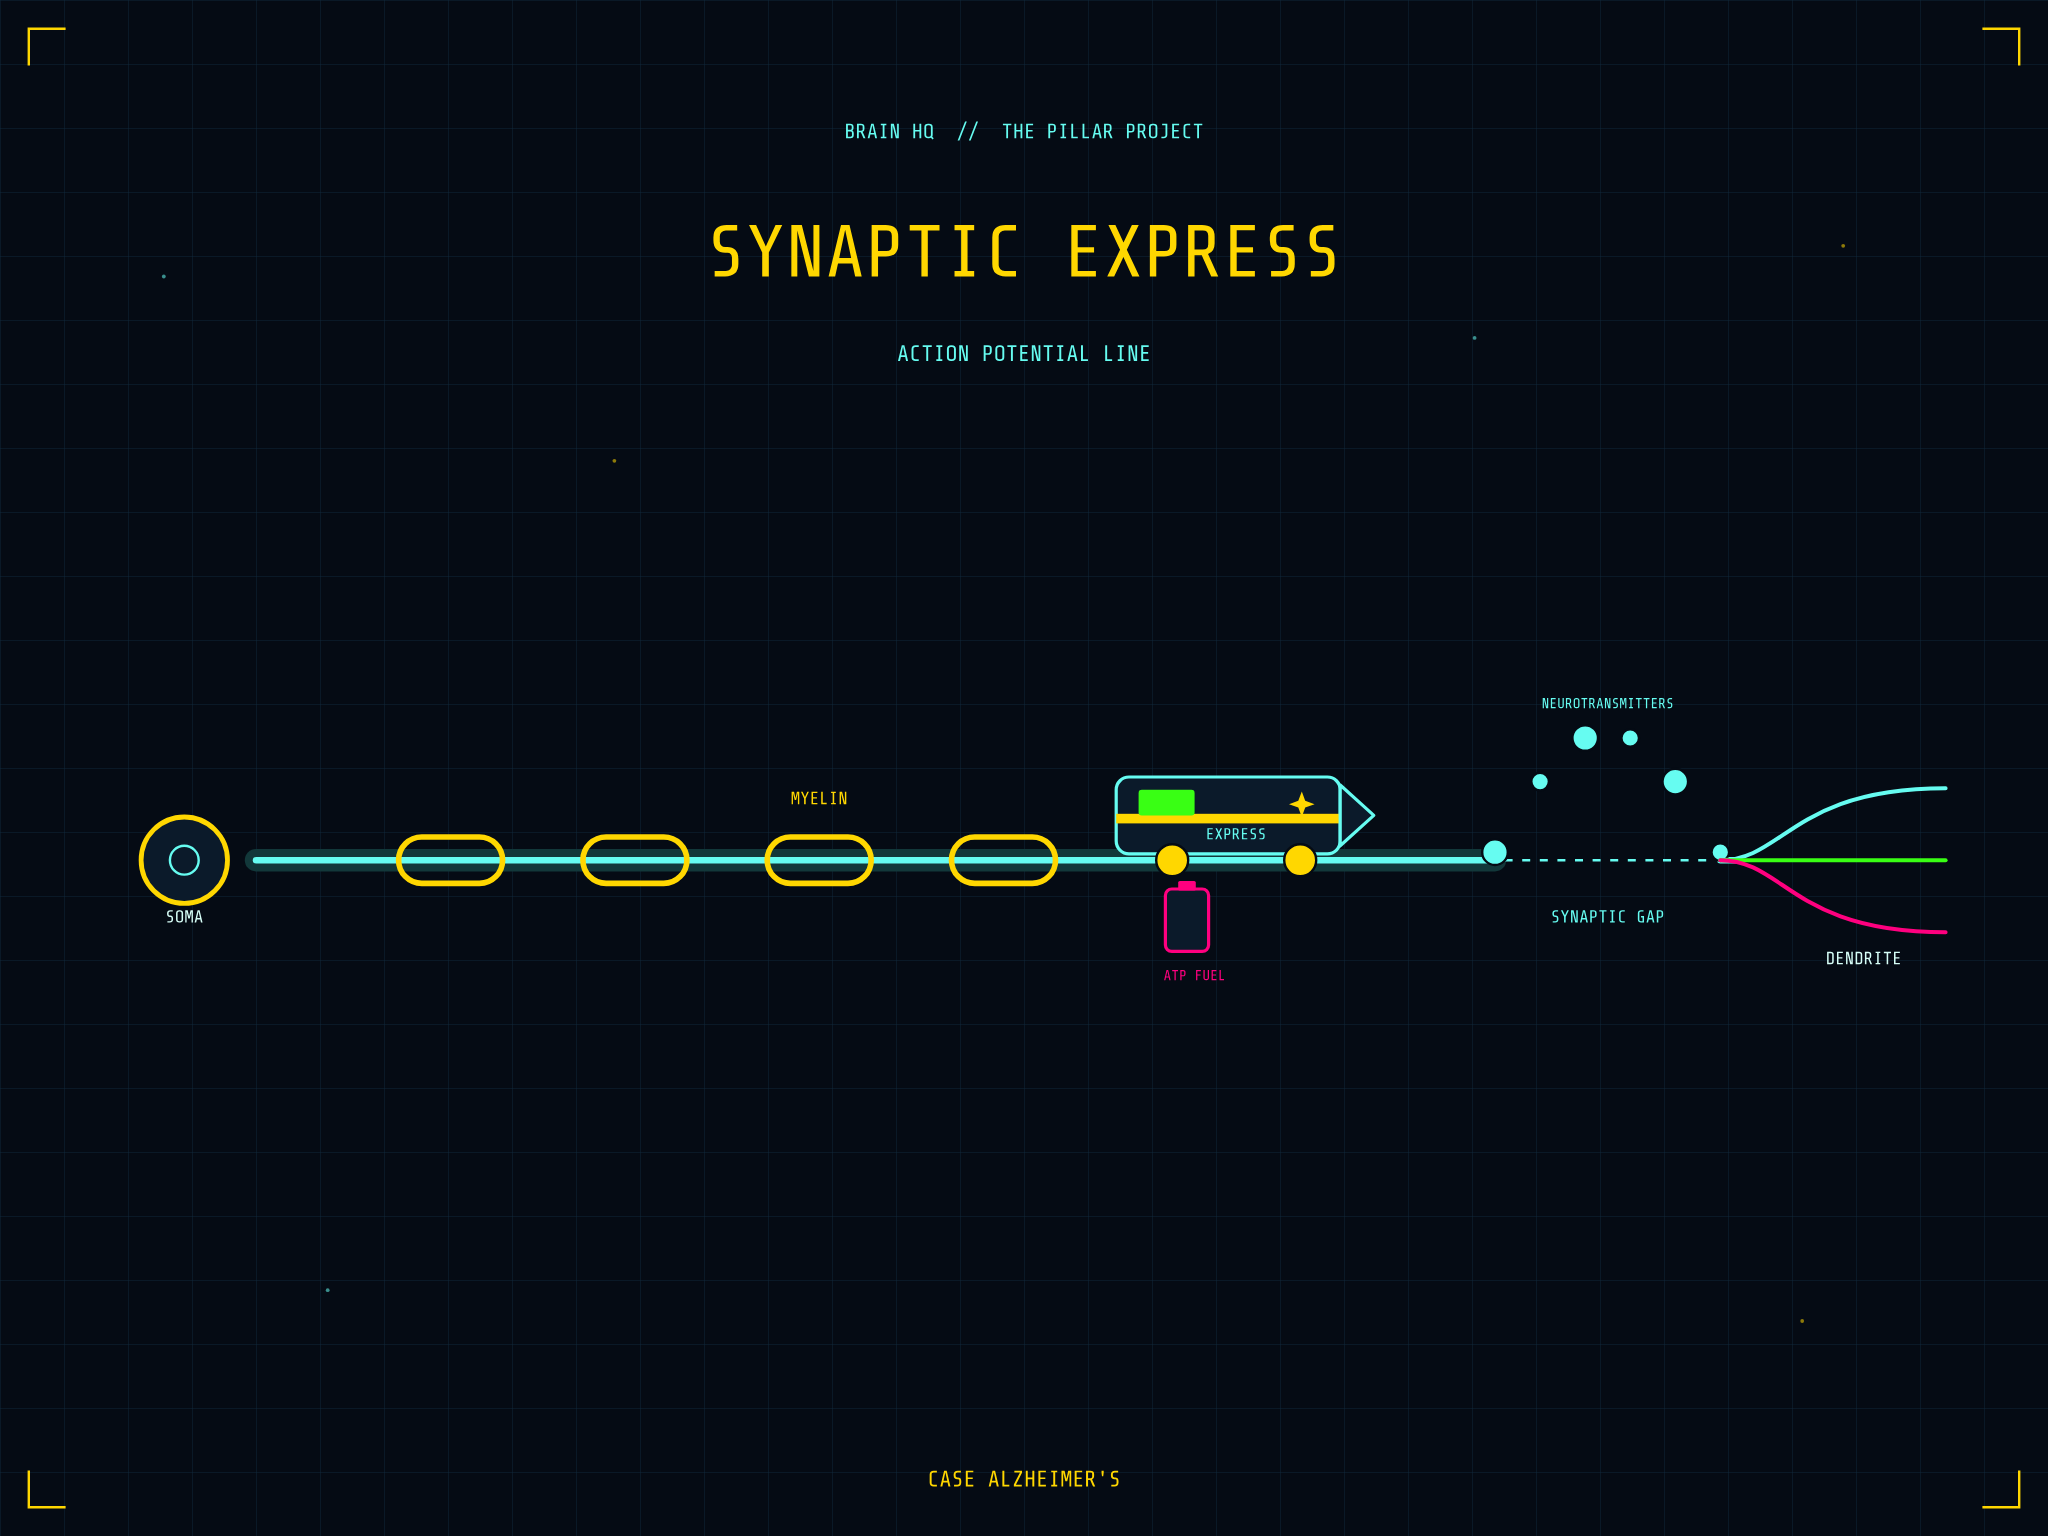 BRAIN HQ // THE PILLAR PROJECT
SYNAPTIC EXPRESS
ACTION POTENTIAL LINE
NEUROTRANSMITTERS
MYELIN
EXPRESS
SOMA
SYNAPTIC GAP
DENDRITE
ATP FUEL
CASE ALZHEIMER'S